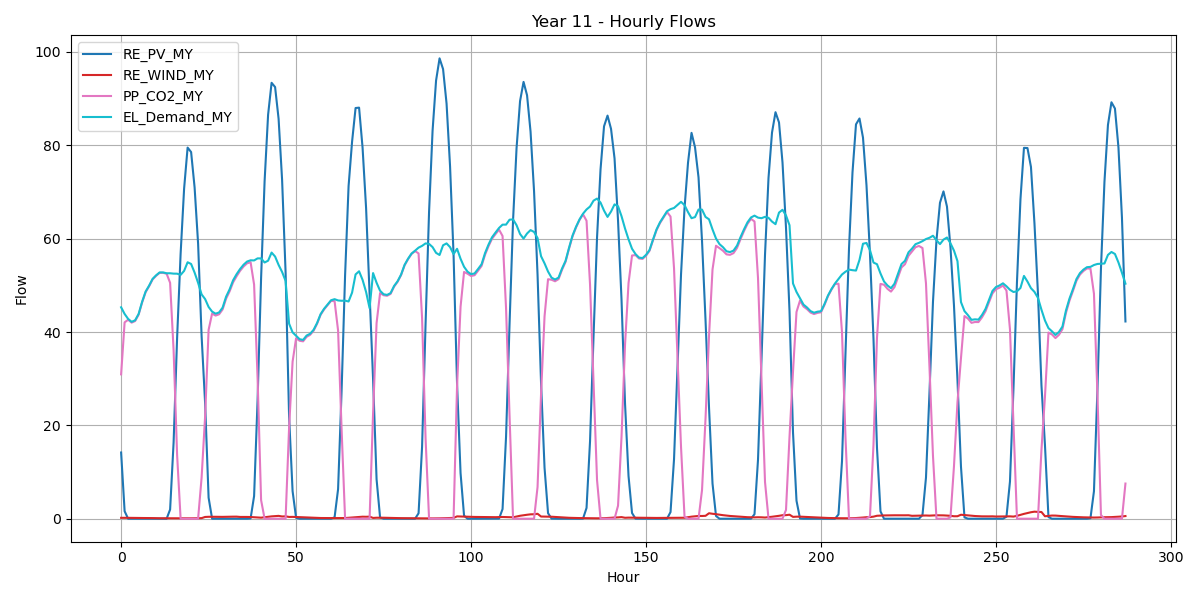 Year 11 - Hourly Flows
RE_PV_MY
RE_WIND_MY
PP_CO2_MY
EL_Demand_MY
Flow
100
80
60
40
20
0
0 50 100 150 200 250 300
Hour